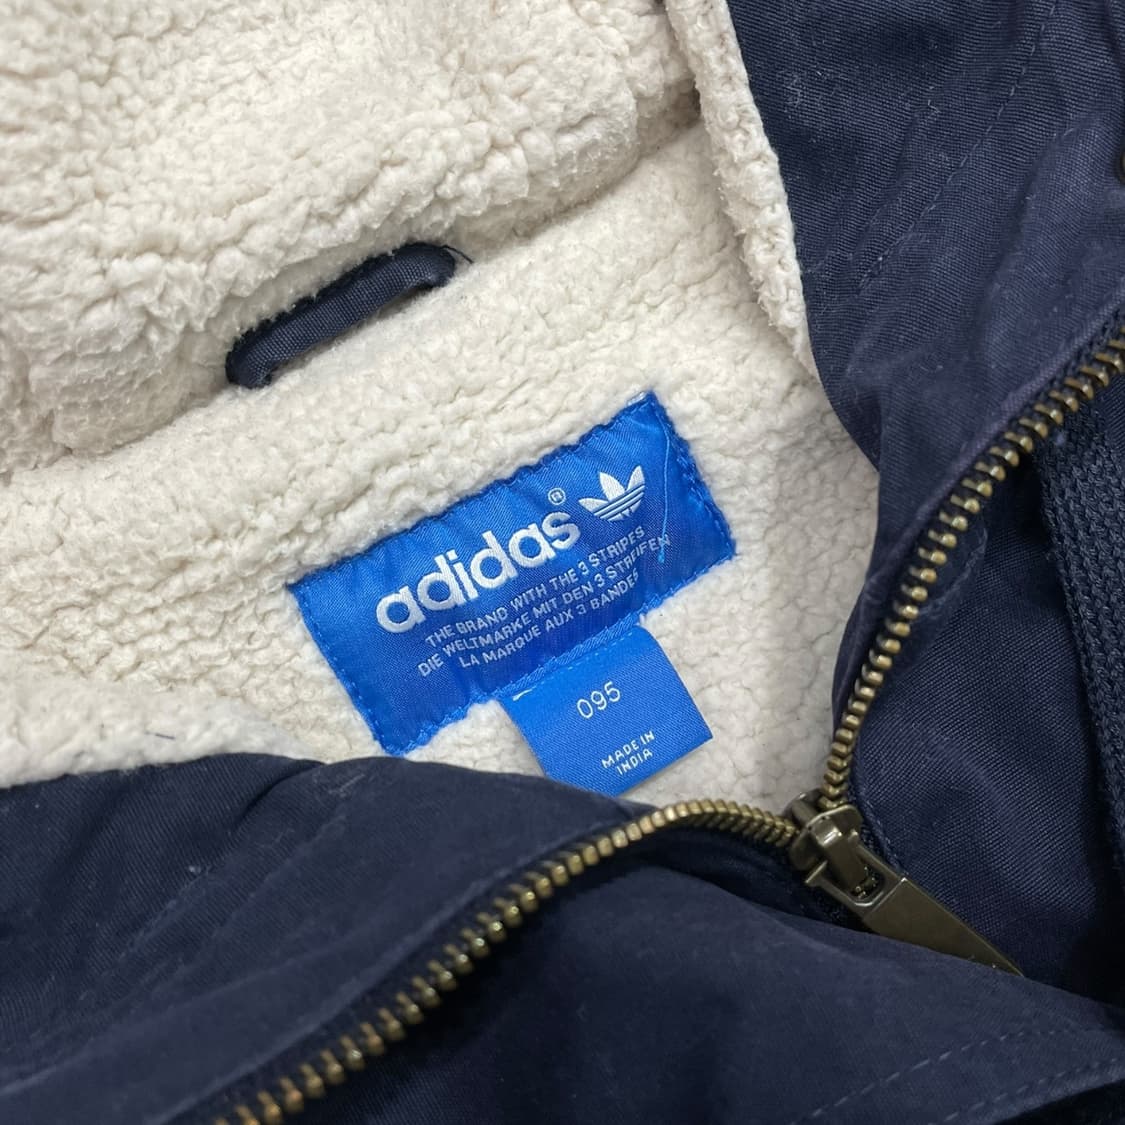 adidas®
THE BRAND WITH THE 3 STRIPES
DIE WELTMARKE MIT DEN 3 STREIFEN
LA MARQUE AUX 3 BANDES
095
MADE IN
INDIA